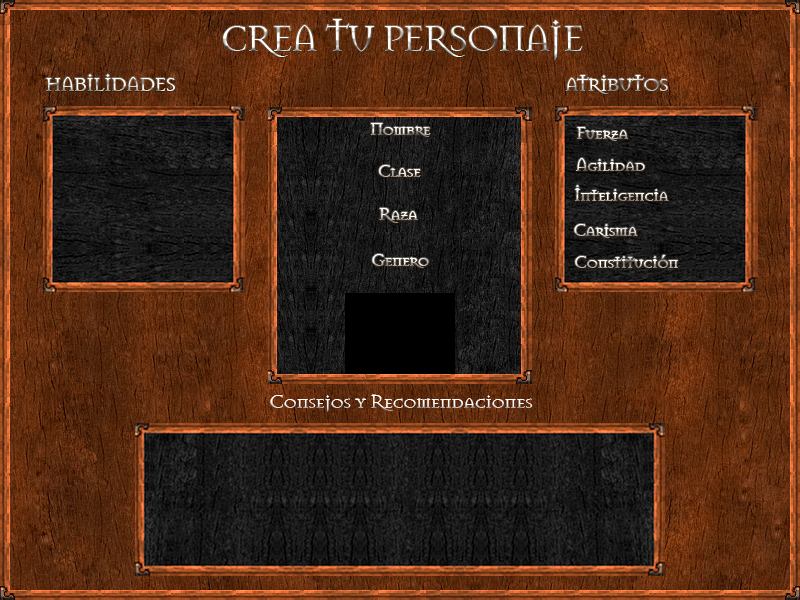 CREA TU PERSONAJE
HABILIDADES
ATRIBUTOS
Nombre
Clase
Raza
Genero
Fuerza
Agilidad
Inteligencia
Carisma
Constitución
Consejos y Recomendaciones